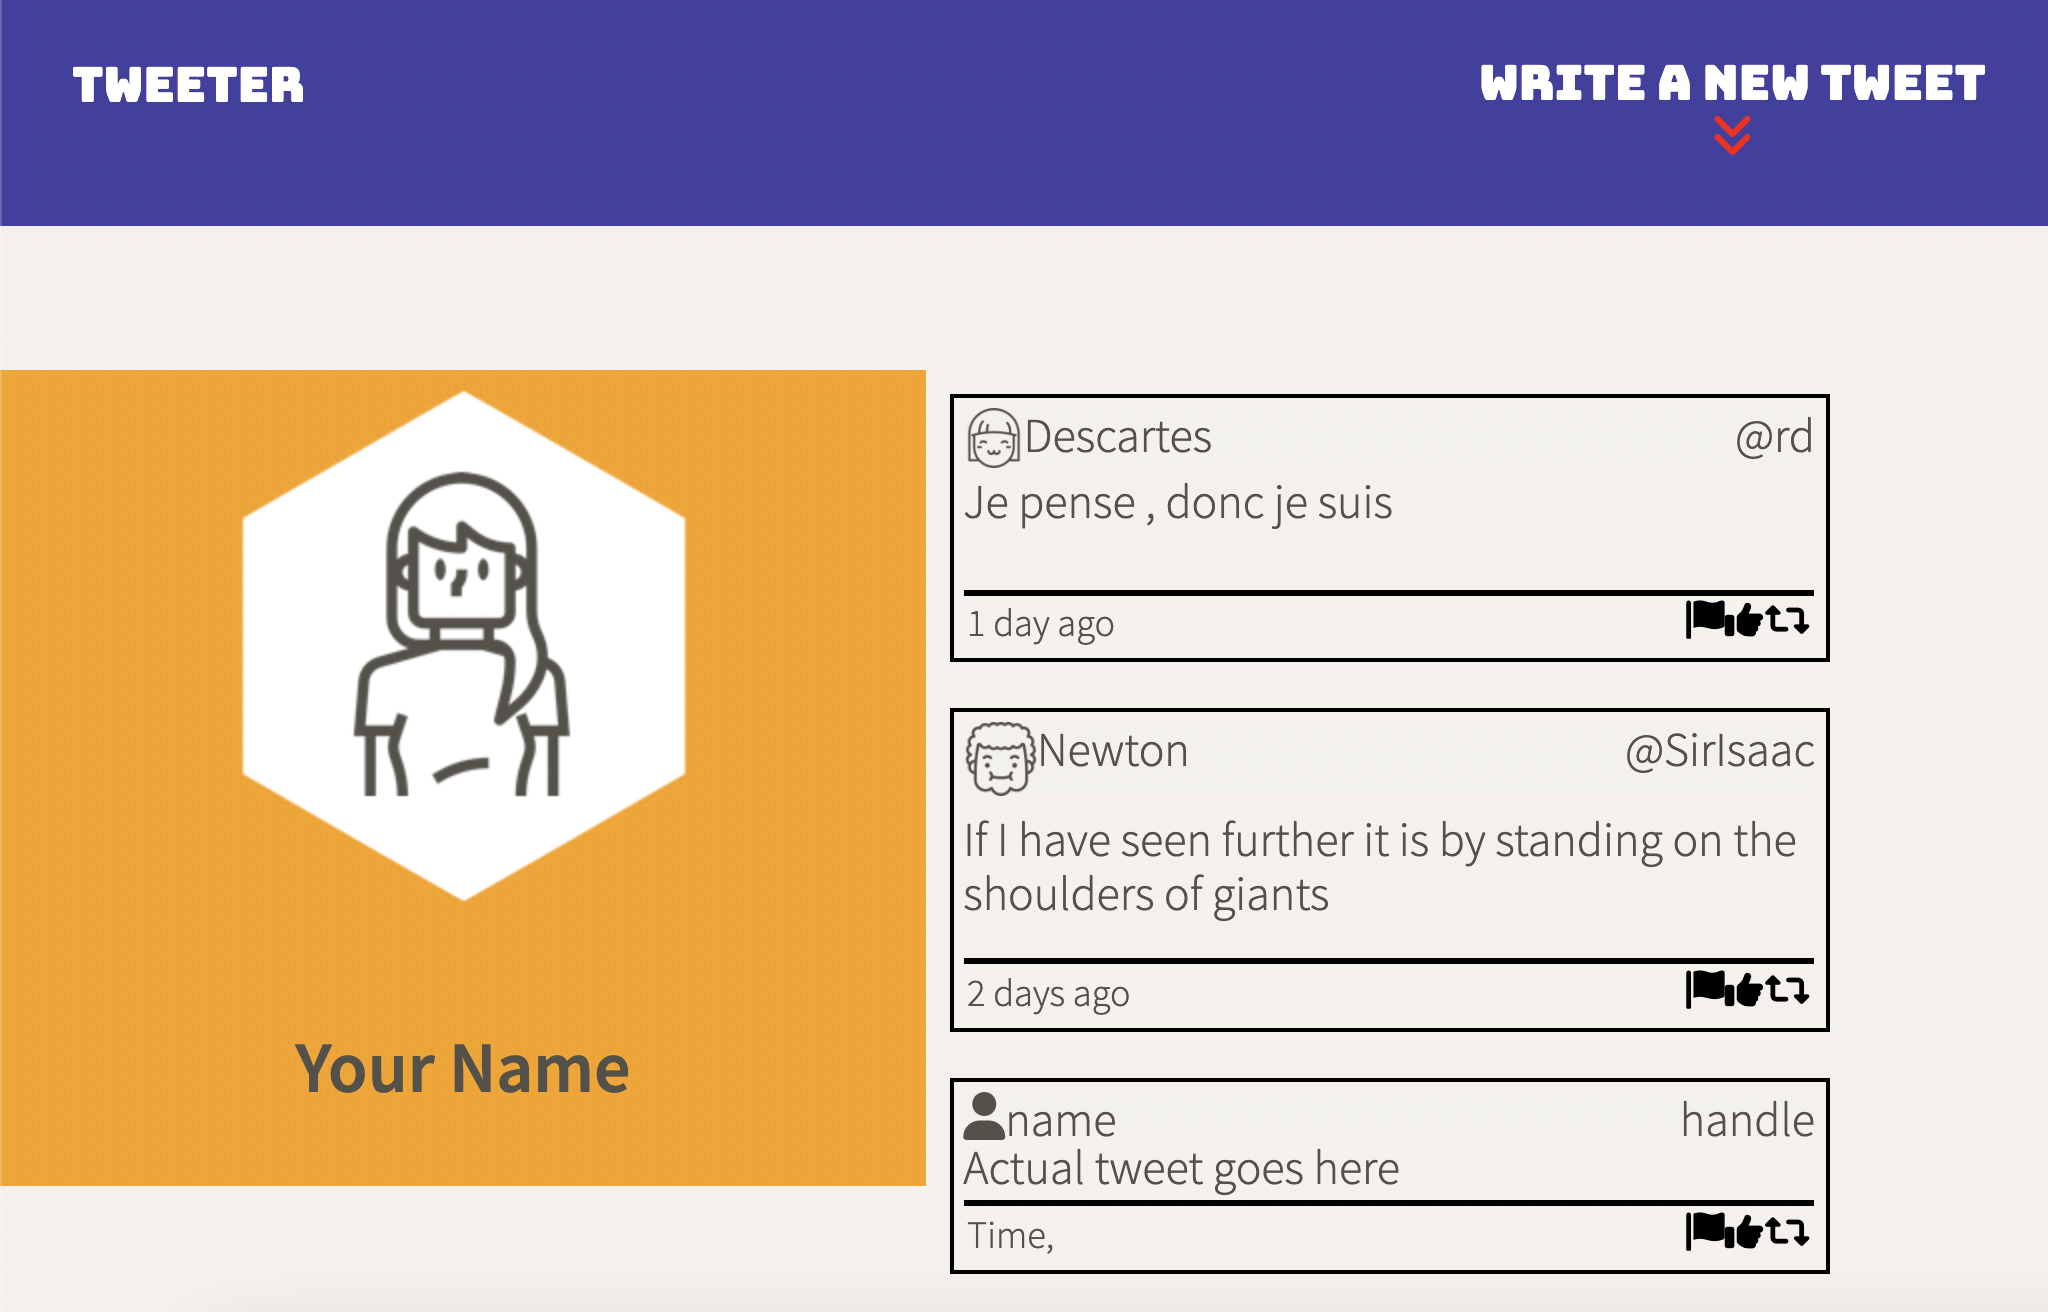 TWEETER
WRITE A NEW TWEET
Your Name
Descartes @rd
Je pense , donc je suis
1 day ago
Newton @SirIsaac
If I have seen further it is by standing on the
shoulders of giants
2 days ago
name handle
Actual tweet goes here
Time,